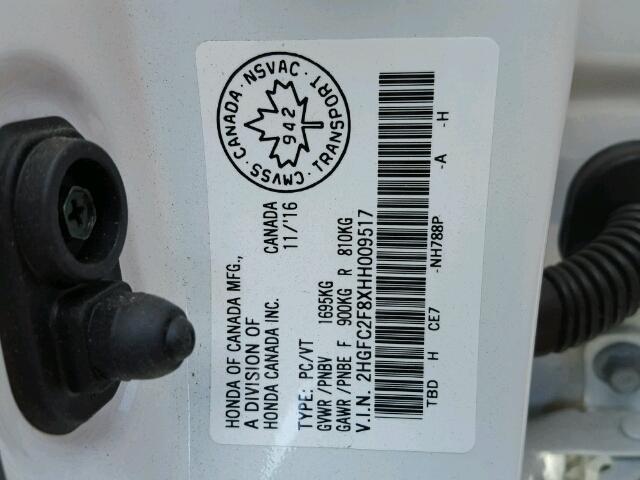 HONDA OF CANADA MFG.,
A DIVISION OF
HONDA CANADA INC.
CANADA
11/'16
TYPE: PC/VT
GVWR /PNBV 1695KG
GAWR /PNBE F 900KG R 810KG
V.I.N. 2HGFC2F8XHH009517
TBD H CE7 -NH788P -A -H
CMVSS · CANADA · NSVAC · TRANSPORT ·
942